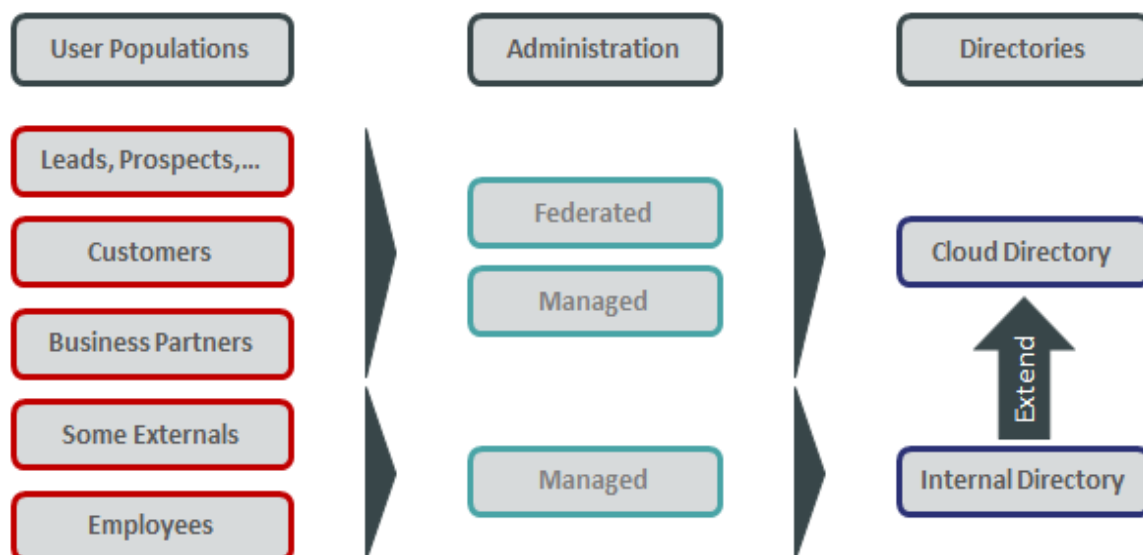 User Populations
Administration
Directories
Leads, Prospects,...
Customers
Business Partners
Some Externals
Employees
Federated
Managed
Managed
Cloud Directory
Extend
Internal Directory